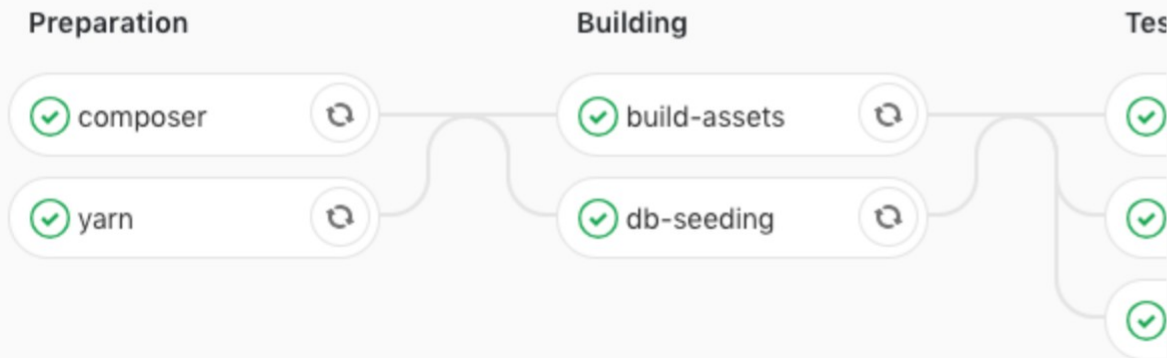 Preparation
Building
Tes
composer
build-assets
yarn
db-seeding